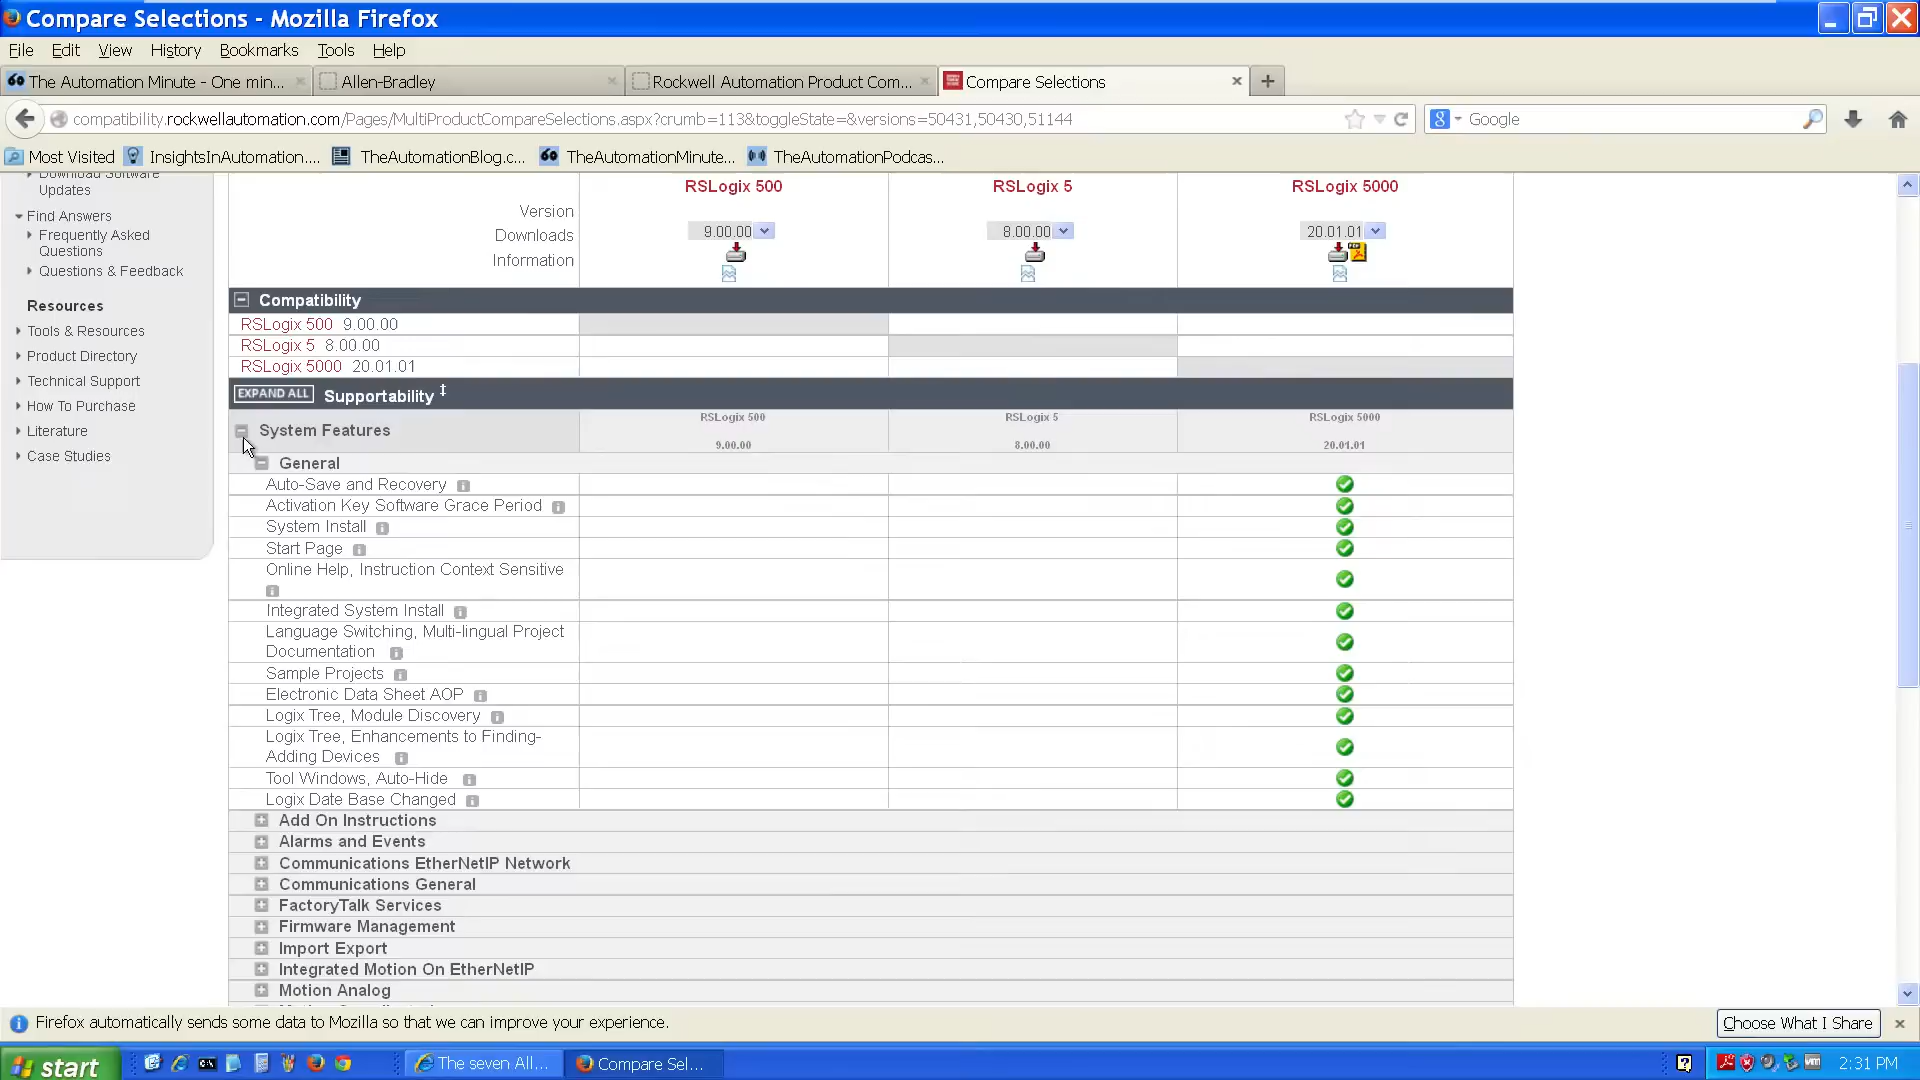 Compare Selections - Mozilla Firefox
File Edit View History Bookmarks Tools Help
The Automation Minute - One min... Allen-Bradley Rockwell Automation Product Com... Compare Selections
compatibility.rockwellautomation.com/Pages/MultiProductCompareSelections.aspx?crumb=113&toggleState=&versions=50431,50430,51144 Google
Most Visited InsightsInAutomation.... TheAutomationBlog.c... TheAutomationMinute... TheAutomationPodcas...
Download Software
Updates
Find Answers
Frequently Asked
Questions
Questions & Feedback
Resources
Tools & Resources
Product Directory
Technical Support
How To Purchase
Literature
Case Studies
RSLogix 500 RSLogix 5 RSLogix 5000
Version
9.00.00 8.00.00 20.01.01
Downloads
Information
Compatibility
RSLogix 500 9.00.00
RSLogix 5 8.00.00
RSLogix 5000 20.01.01
EXPAND ALL Supportability ‡
System Features
RSLogix 500 RSLogix 5 RSLogix 5000
9.00.00 8.00.00 20.01.01
General
Auto-Save and Recovery
Activation Key Software Grace Period
System Install
Start Page
Online Help, Instruction Context Sensitive
Integrated System Install
Language Switching, Multi-lingual Project
Documentation
Sample Projects
Electronic Data Sheet AOP
Logix Tree, Module Discovery
Logix Tree, Enhancements to Finding-
Adding Devices
Tool Windows, Auto-Hide
Logix Date Base Changed
Add On Instructions
Alarms and Events
Communications EtherNetIP Network
Communications General
FactoryTalk Services
Firmware Management
Import Export
Integrated Motion On EtherNetIP
Motion Analog
Firefox automatically sends some data to Mozilla so that we can improve your experience. Choose What I Share
start The seven All... Compare Sel... 2:31 PM